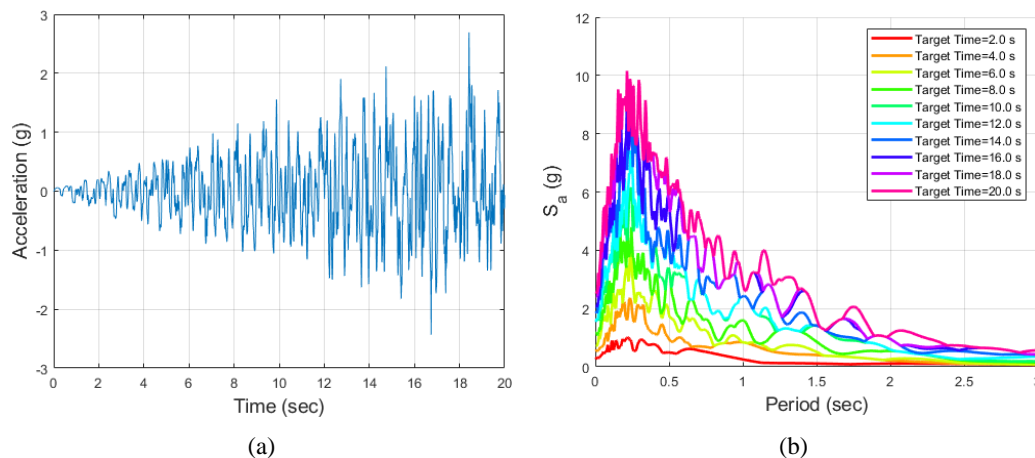 3
2
1
0
-1
-2
-3
Acceleration (g)
0 2 4 6 8 10 12 14 16 18 20
Time (sec)
(a)
12
10
8
6
4
2
0
S_a (g)
0 0.5 1 1.5 2 2.5 3
Period (sec)
Target Time=2.0 s
Target Time=4.0 s
Target Time=6.0 s
Target Time=8.0 s
Target Time=10.0 s
Target Time=12.0 s
Target Time=14.0 s
Target Time=16.0 s
Target Time=18.0 s
Target Time=20.0 s
(b)